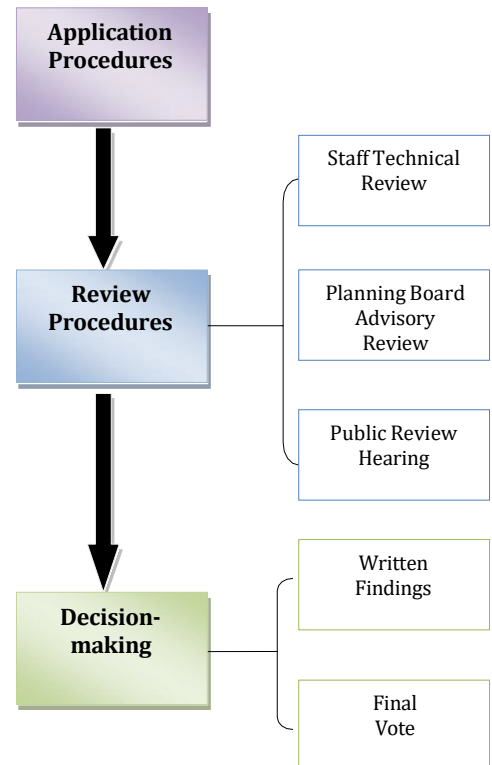 Application
Procedures
Staff Technical
Review
Review
Procedures
Planning Board
Advisory
Review
Public Review
Hearing
Decision-
making
Written
Findings
Final
Vote